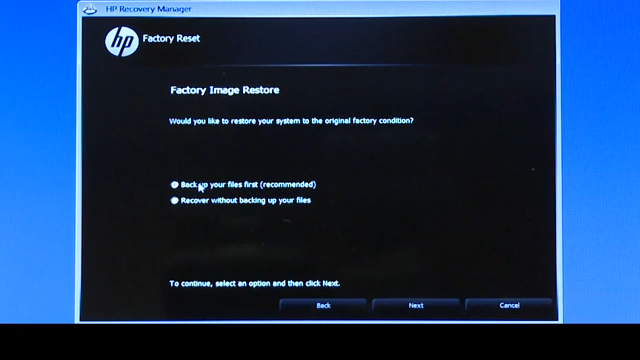 HP Recovery Manager
hp
Factory Reset
Factory Image Restore
Would you like to restore your system to the original factory condition?
Back up your files first (recommended)
Recover without backing up your files
To continue, select an option and then click Next.
Back
Next
Cancel